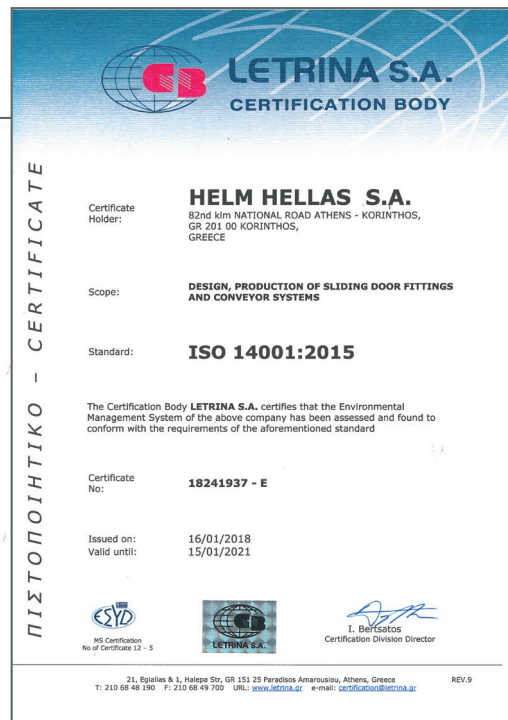 LETRINA S.A.
CERTIFICATION BODY
ΠΙΣΤΟΠΟΙΗΤΙΚΟ – CERTIFICATE
Certificate
Holder:
HELM HELLAS S.A.
82nd klm NATIONAL ROAD ATHENS - KORINTHOS,
GR 201 00 KORINTHOS,
GREECE
Scope:
DESIGN, PRODUCTION OF SLIDING DOOR FITTINGS
AND CONVEYOR SYSTEMS
Standard:
ISO 14001:2015
The Certification Body LETRINA S.A. certifies that the Environmental
Management System of the above company has been assessed and found to
conform with the requirements of the aforementioned standard
Certificate
No:
18241937 - E
Issued on:
16/01/2018
Valid until:
15/01/2021
ESYD
MS Certification
No of Certificate 12 – 5
LETRINA S.A.
I. Bertsatos
Certification Division Director
21, Egialias & 1, Halepa Str, GR 151 25 Paradisos Amarousiou, Athens, Greece
REV.9
T: 210 68 48 190 F: 210 68 49 700 URL: www.letrina.gr e-mail: certification@letrina.gr